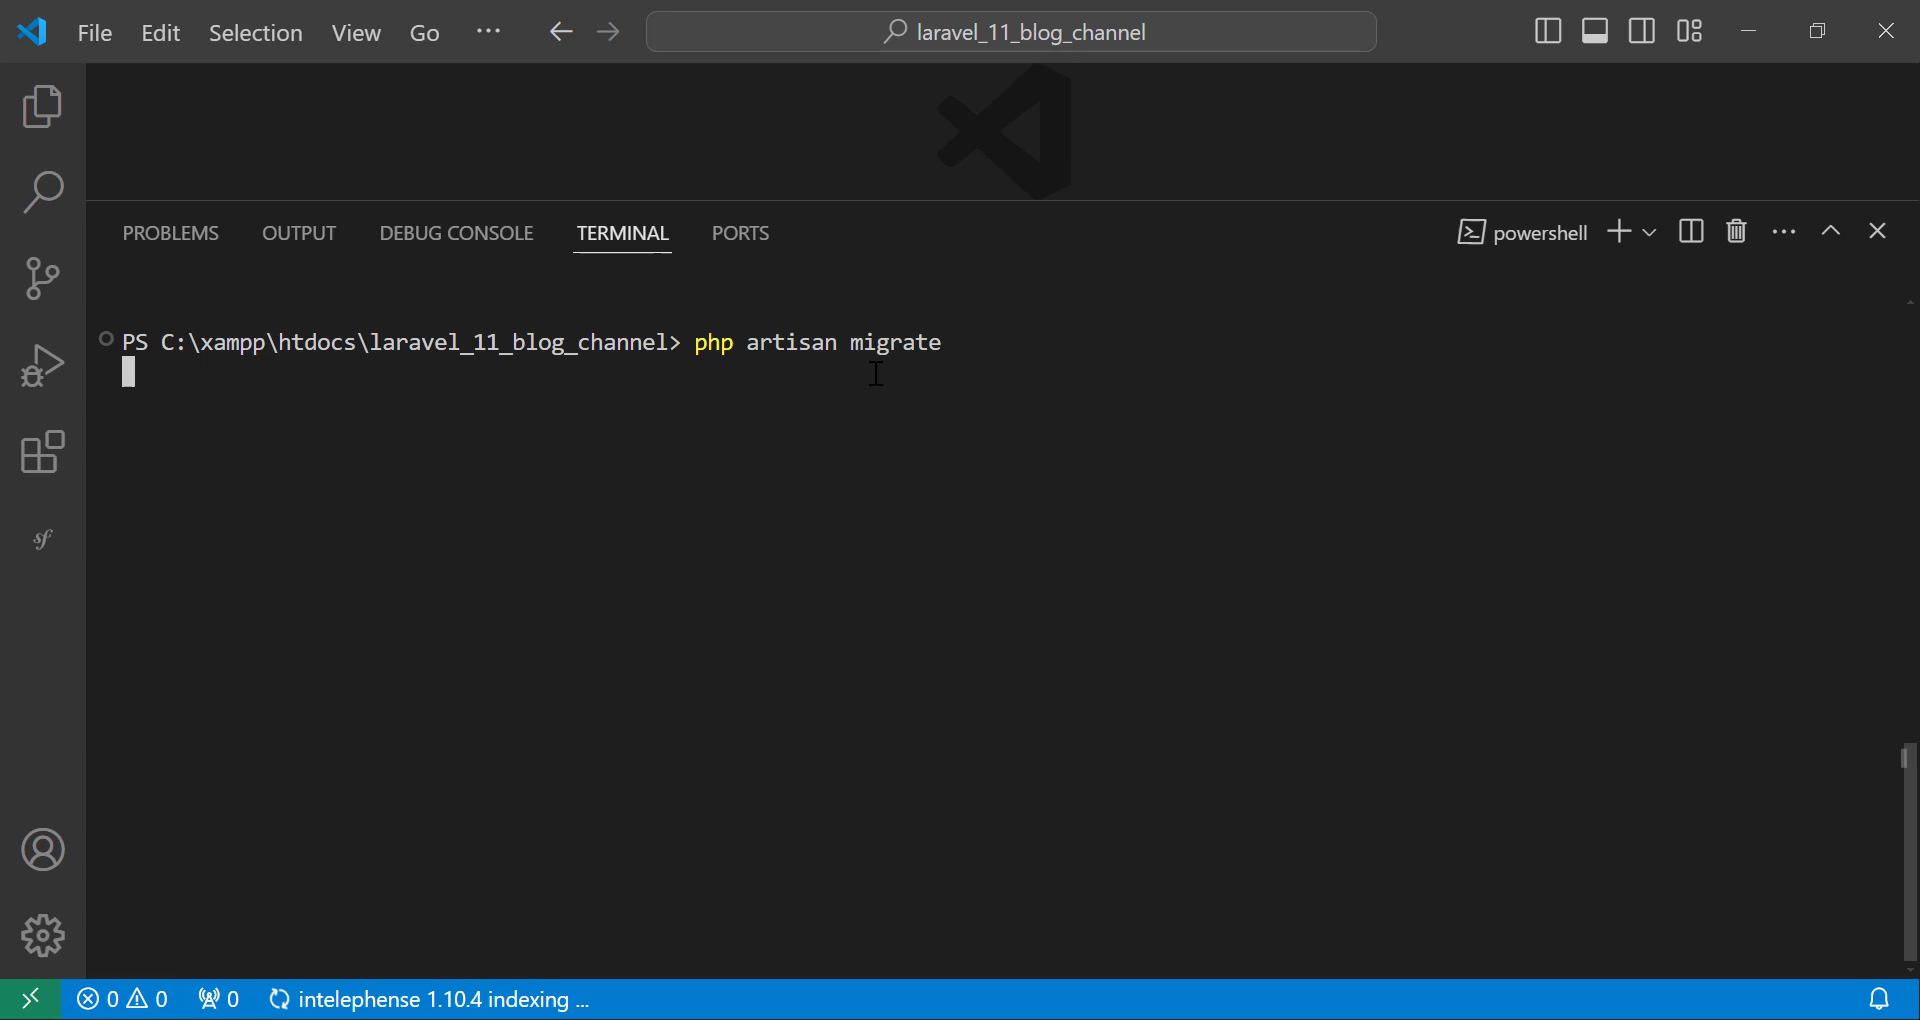 File Edit Selection View Go ... laravel_11_blog_channel
PROBLEMS OUTPUT DEBUG CONSOLE TERMINAL PORTS powershell
PS C:\xampp\htdocs\laravel_11_blog_channel> php artisan migrate
sf
0 0 0 intelephense 1.10.4 indexing ...